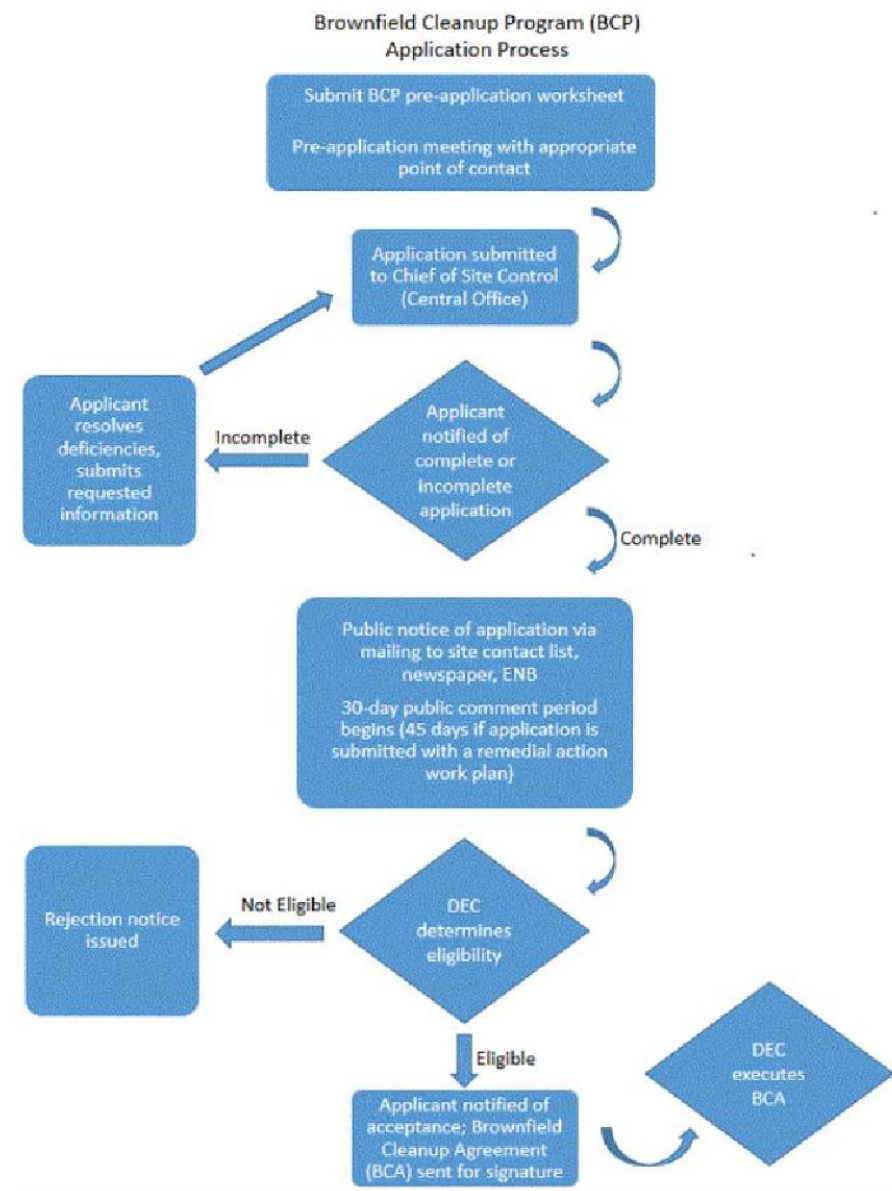 Brownfield Cleanup Program (BCP)
Application Process
Submit BCP pre-application worksheet
Pre-application meeting with appropriate
point of contact
Application submitted
to Chief of Site Control
(Central Office)
Applicant
notified of
complete or
Incomplete
application
Incomplete
Applicant
resolves
deficiencies,
submits
requested
information
Complete
Public notice of application via
mailing to site contact list,
newspaper, ENB
30-day public comment period
begins (45 days if application is
submitted with a remedial action
work plan)
DEC
determines
eligibility
Not Eligible
Rejection notice
issued
Eligible
Applicant notified of
acceptance; Brownfield
Cleanup Agreement
(BCA) sent for signature
DEC
executes
BCA